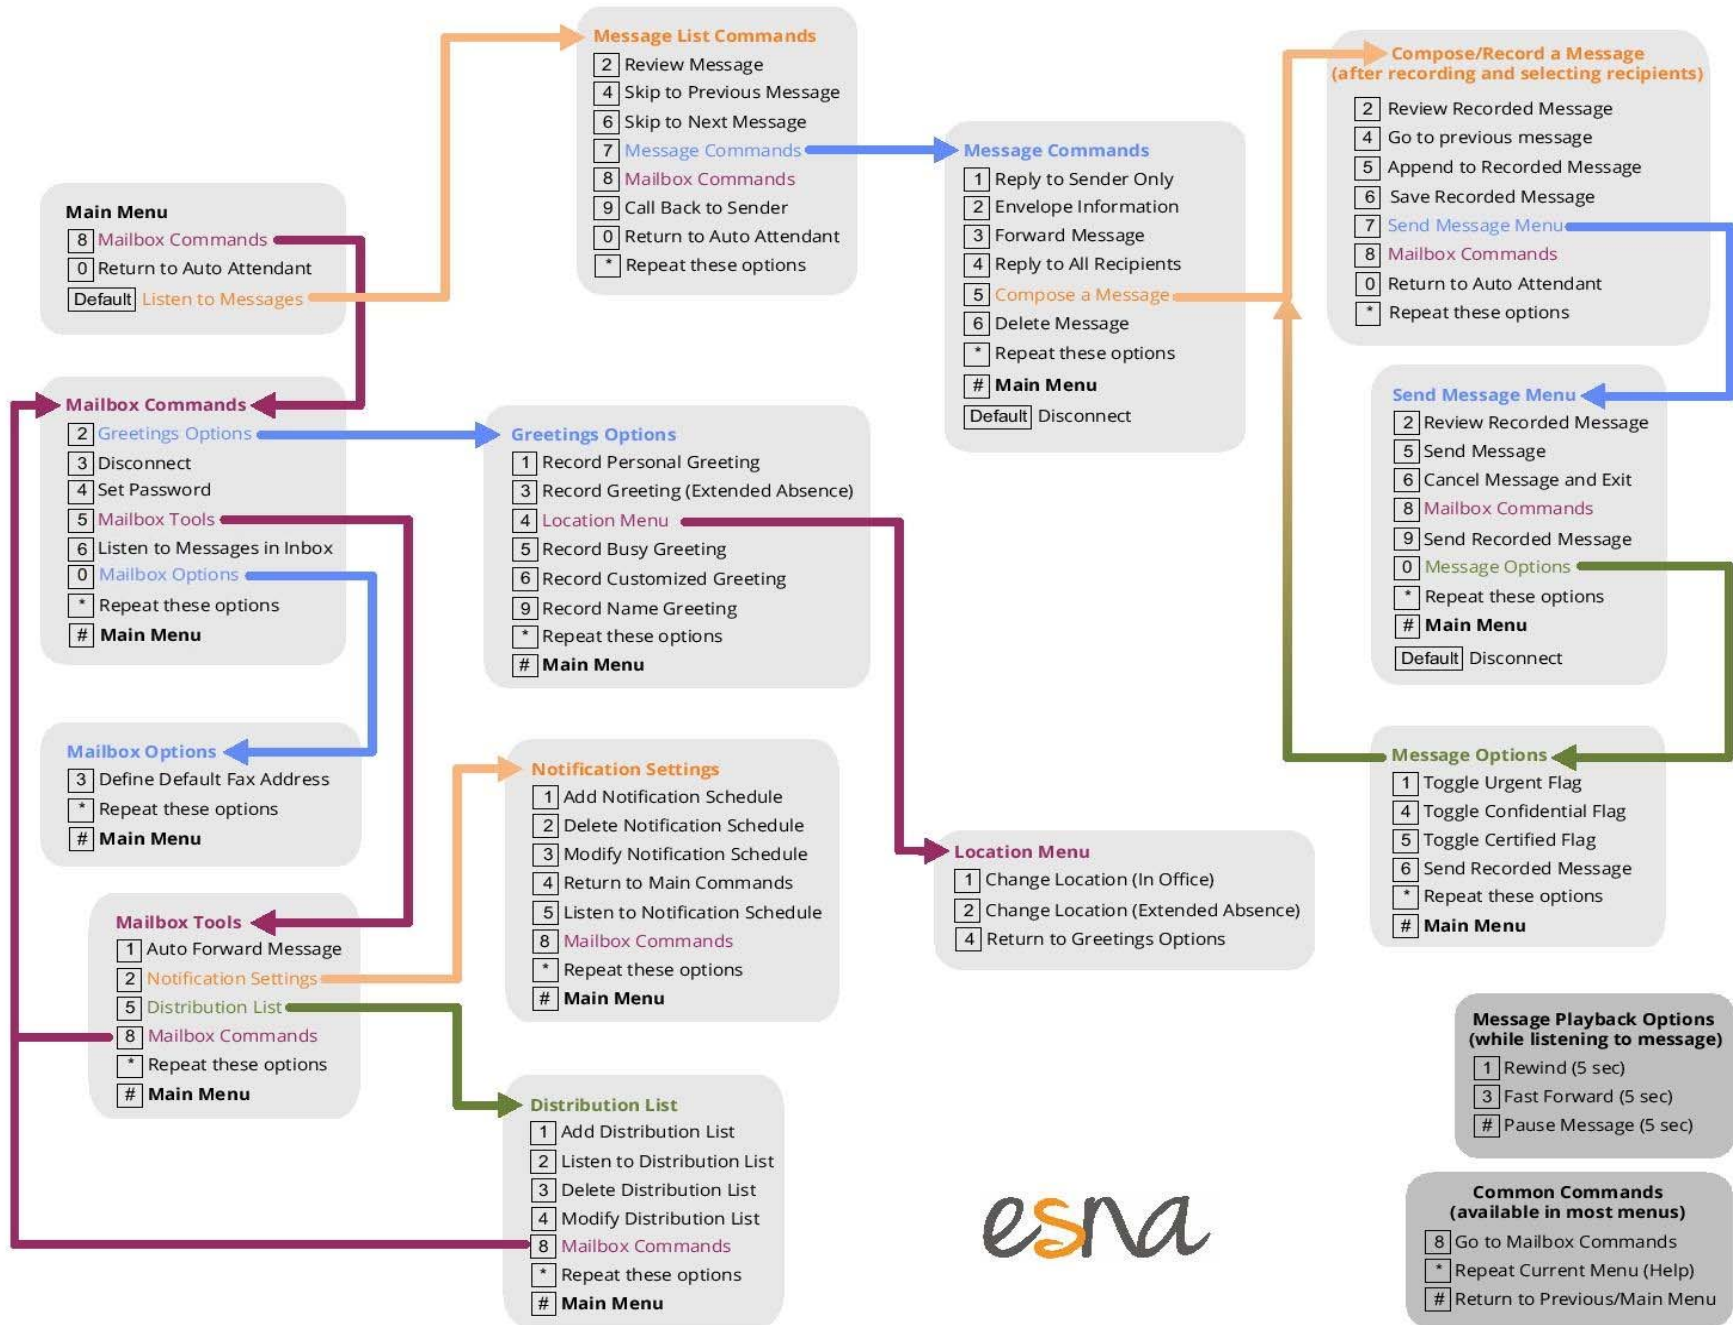 Main Menu
8 Mailbox Commands
0 Return to Auto Attendant
Default Listen to Messages
Message List Commands
2 Review Message
4 Skip to Previous Message
6 Skip to Next Message
7 Message Commands
8 Mailbox Commands
9 Call Back to Sender
0 Return to Auto Attendant
* Repeat these options
Message Commands
1 Reply to Sender Only
2 Envelope Information
3 Forward Message
4 Reply to All Recipients
5 Compose a Message
6 Delete Message
* Repeat these options
# Main Menu
Default Disconnect
Compose/Record a Message
(after recording and selecting recipients)
2 Review Recorded Message
4 Go to previous message
5 Append to Recorded Message
6 Save Recorded Message
7 Send Message Menu
8 Mailbox Commands
0 Return to Auto Attendant
* Repeat these options
Mailbox Commands
2 Greetings Options
3 Disconnect
4 Set Password
5 Mailbox Tools
6 Listen to Messages in Inbox
0 Mailbox Options
* Repeat these options
# Main Menu
Greetings Options
1 Record Personal Greeting
3 Record Greeting (Extended Absence)
4 Location Menu
5 Record Busy Greeting
6 Record Customized Greeting
9 Record Name Greeting
* Repeat these options
# Main Menu
Send Message Menu
2 Review Recorded Message
5 Send Message
6 Cancel Message and Exit
8 Mailbox Commands
9 Send Recorded Message
0 Message Options
* Repeat these options
# Main Menu
Default Disconnect
Mailbox Options
3 Define Default Fax Address
* Repeat these options
# Main Menu
Notification Settings
1 Add Notification Schedule
2 Delete Notification Schedule
3 Modify Notification Schedule
4 Return to Main Commands
5 Listen to Notification Schedule
8 Mailbox Commands
* Repeat these options
# Main Menu
Location Menu
1 Change Location (In Office)
2 Change Location (Extended Absence)
4 Return to Greetings Options
Message Options
1 Toggle Urgent Flag
4 Toggle Confidential Flag
5 Toggle Certified Flag
6 Send Recorded Message
* Repeat these options
# Main Menu
Mailbox Tools
1 Auto Forward Message
2 Notification Settings
5 Distribution List
8 Mailbox Commands
* Repeat these options
# Main Menu
Distribution List
1 Add Distribution List
2 Listen to Distribution List
3 Delete Distribution List
4 Modify Distribution List
8 Mailbox Commands
* Repeat these options
# Main Menu
esna
Message Playback Options
(while listening to message)
1 Rewind (5 sec)
3 Fast Forward (5 sec)
# Pause Message (5 sec)
Common Commands
(available in most menus)
8 Go to Mailbox Commands
* Repeat Current Menu (Help)
# Return to Previous/Main Menu